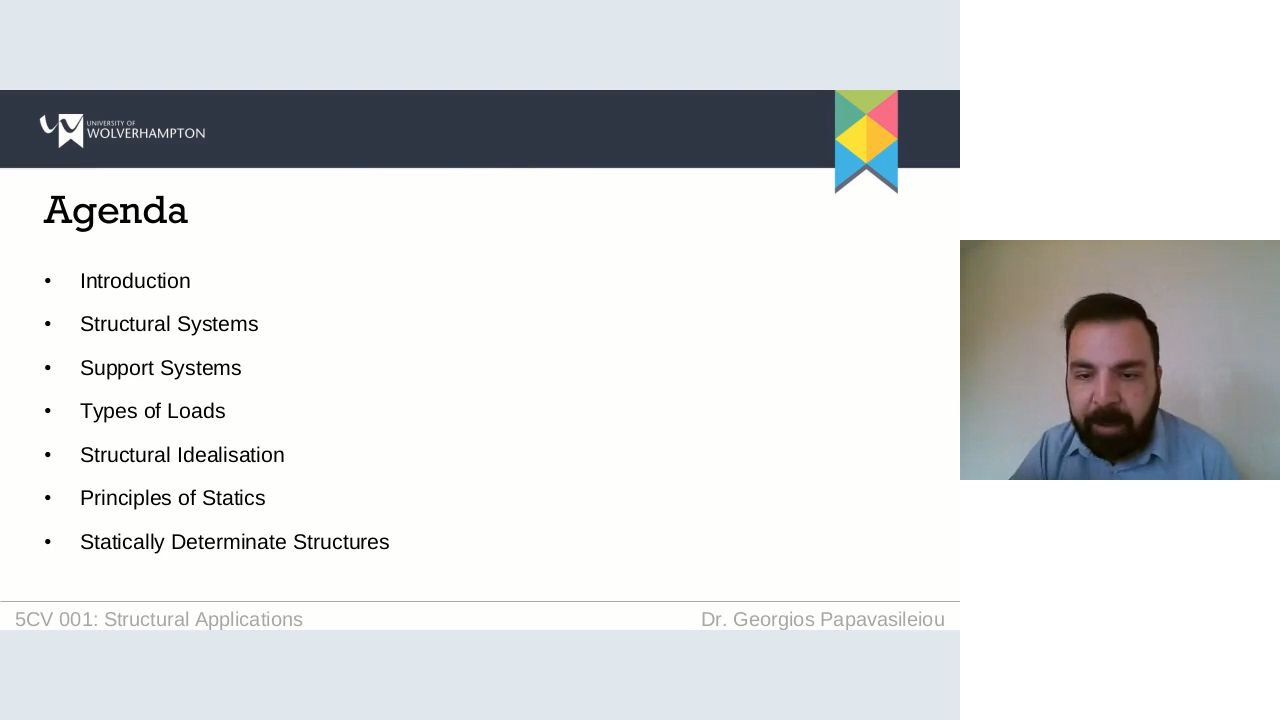 UNIVERSITY OF
WOLVERHAMPTON
Agenda
• Introduction
• Structural Systems
• Support Systems
• Types of Loads
• Structural Idealisation
• Principles of Statics
• Statically Determinate Structures
5CV 001: Structural Applications
Dr. Georgios Papavasileiou